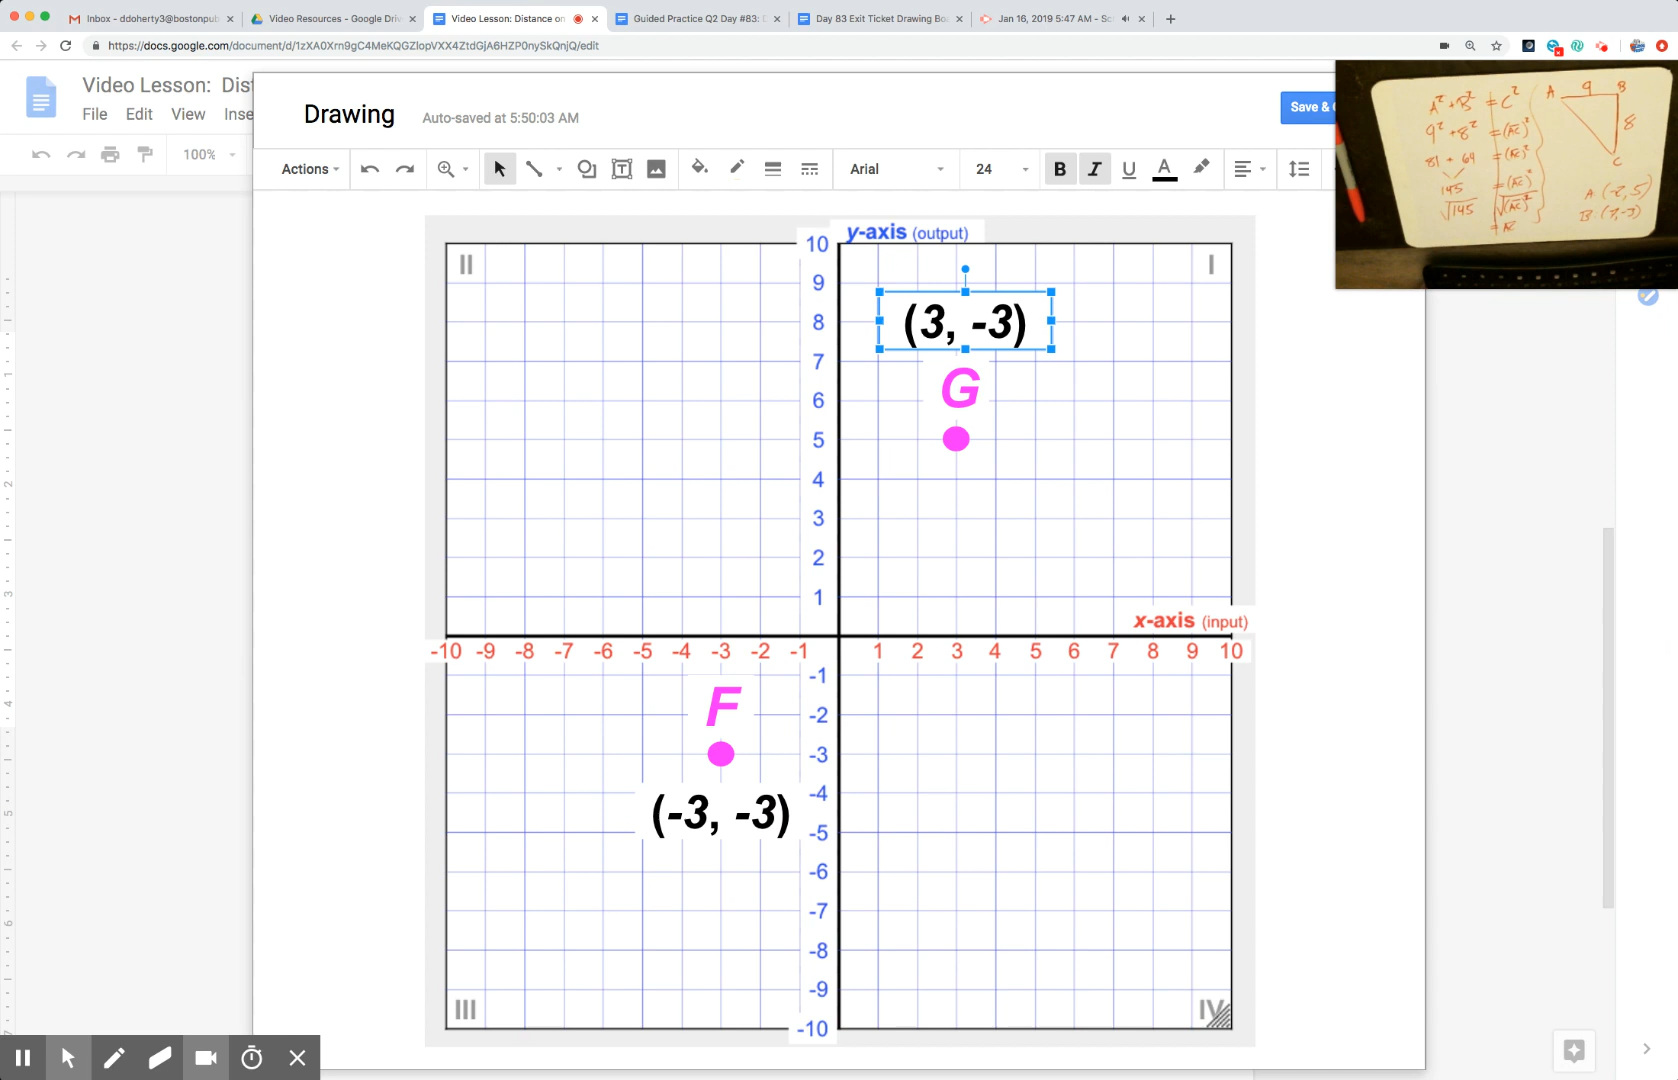 Inbox - ddoherty3@bostonpub
Video Resources - Google Driv
Video Lesson: Distance on
Guided Practice Q2 Day #83:
Day 83 Exit Ticket Drawing Bo
Jan 16, 2019 5:47 AM - Sc
https://docs.google.com/document/d/1zXA0Xrn9gC4MeKQGZlopVXX4ZtdGjA6HZP0nySkQnjQ/edit
Video Lesson: Dis
File Edit View Inse
100%
Drawing
Auto-saved at 5:50:03 AM
Save &
Actions
Arial
24
B I U A
A² + B² = C²
9² + 8² = (AC)²
81 + 64 = (AC)²
145 = (AC)²
√145 √(AC)²
= AC
A 9 B
8
C
A (-2, 5)
B (7, -3)
y-axis (output)
II
I
10
9
(3, -3)
8
7
G
6
5
4
3
2
1
x-axis (input)
-10 -9 -8 -7 -6 -5 -4 -3 -2 -1 1 2 3 4 5 6 7 8 9 10
-1
F
-2
-3
-4
(-3, -3)
-5
-6
-7
-8
-9
III
IV
-10